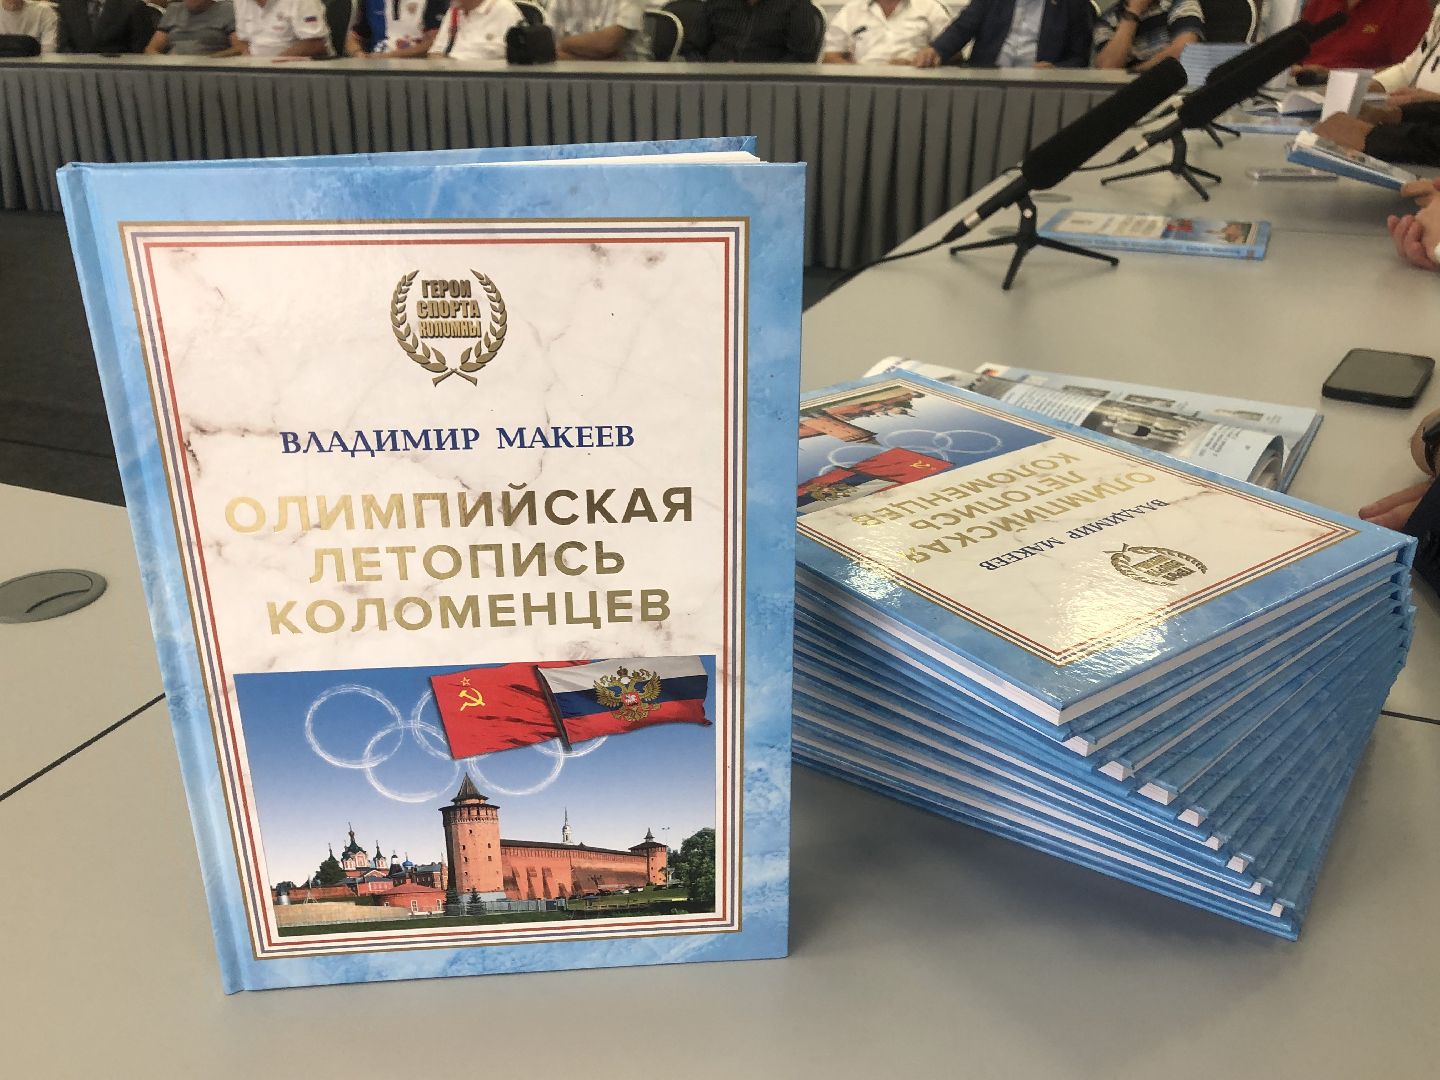 ГЕРОИ
СПОРТА
КОЛОМНЫ
ВЛАДИМИР МАКЕЕВ
ОЛИМПИЙСКАЯ
ЛЕТОПИСЬ
КОЛОМЕНЦЕВ
ВЛАДИМИР МАКЕЕВ
ОЛИМПИЙСКАЯ
ЛЕТОПИСЬ
КОЛОМЕНЦЕВ